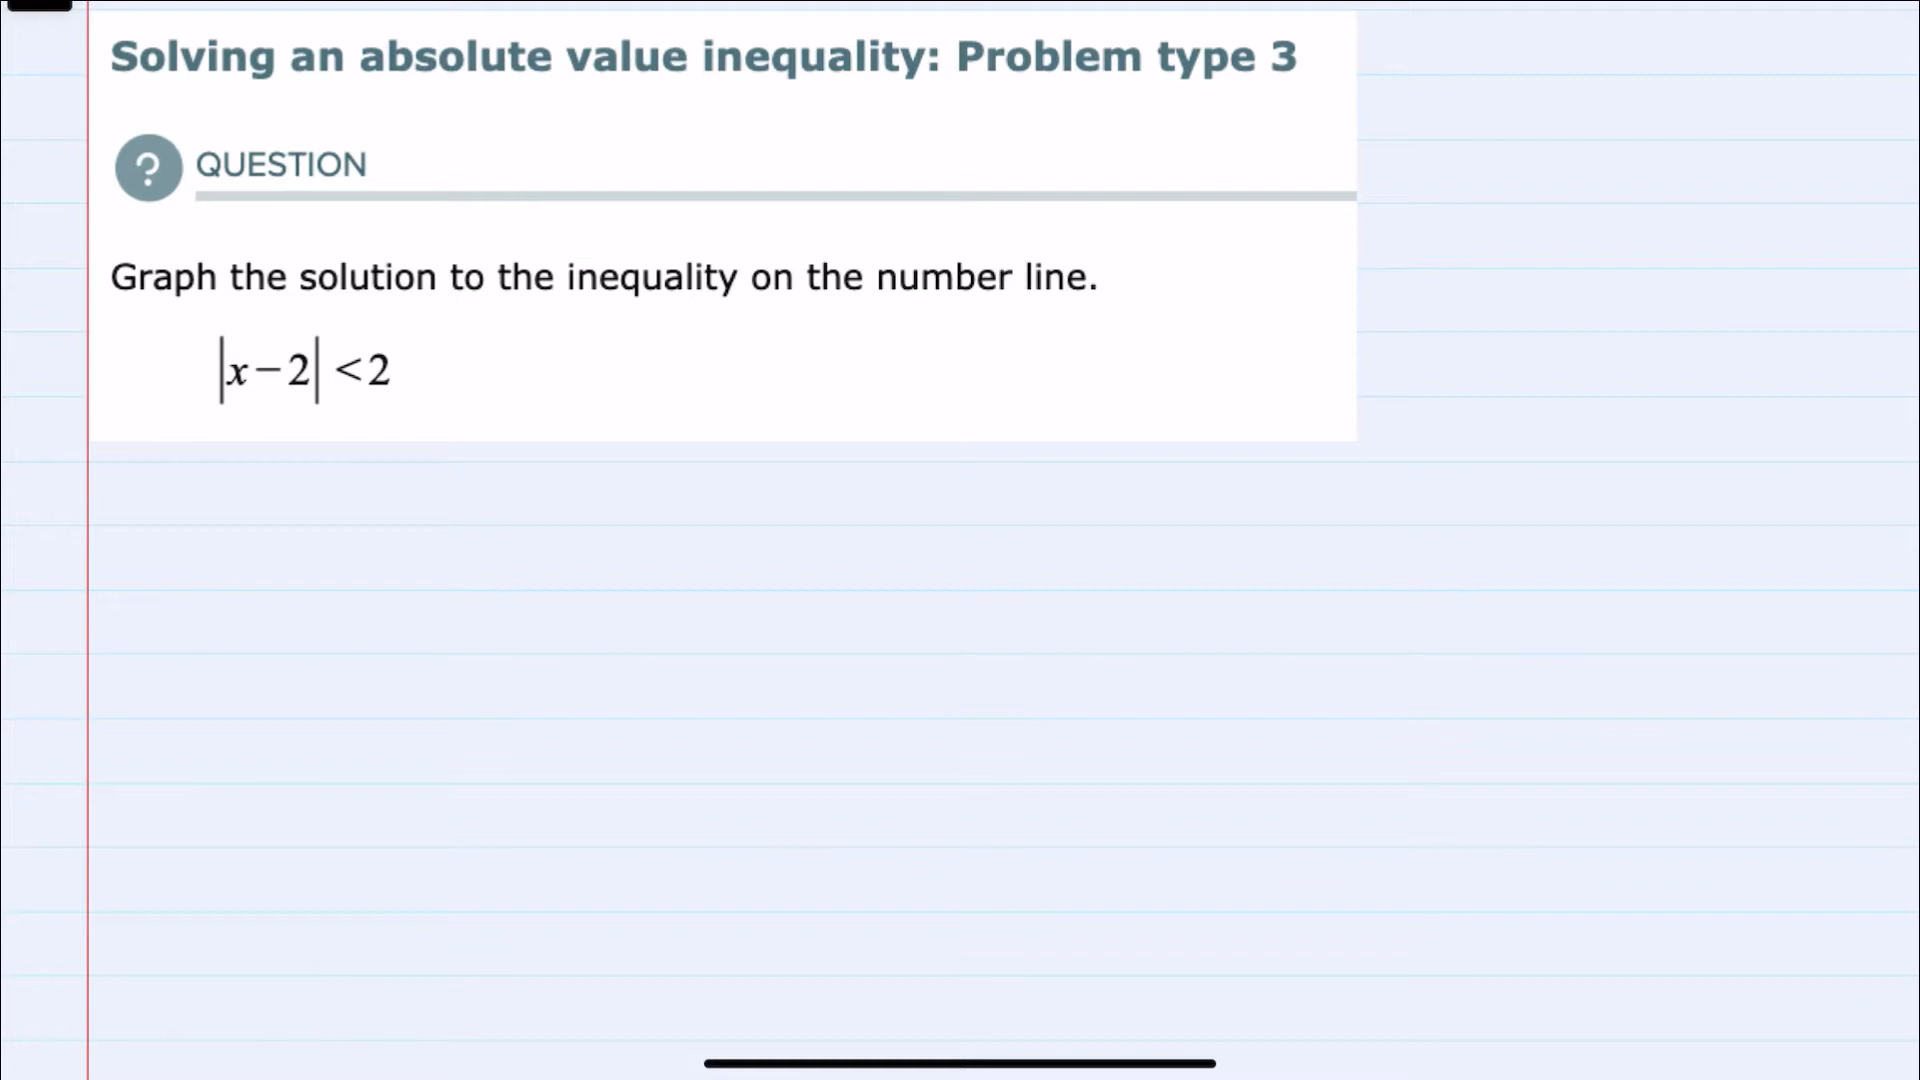 Solving an absolute value inequality: Problem type 3
? QUESTION
Graph the solution to the inequality on the number line.
|x−2| <2